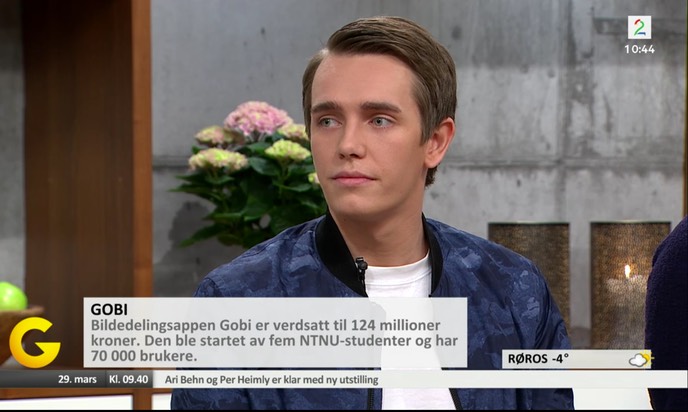 2
10:44
GOBI
Bildedelingsappen Gobi er verdsatt til 124 millioner
kroner. Den ble startet av fem NTNU-studenter og har
70 000 brukere.
G
RØROS -4°
29. mars Kl. 09.40 Ari Behn og Per Heimly er klar med ny utstilling